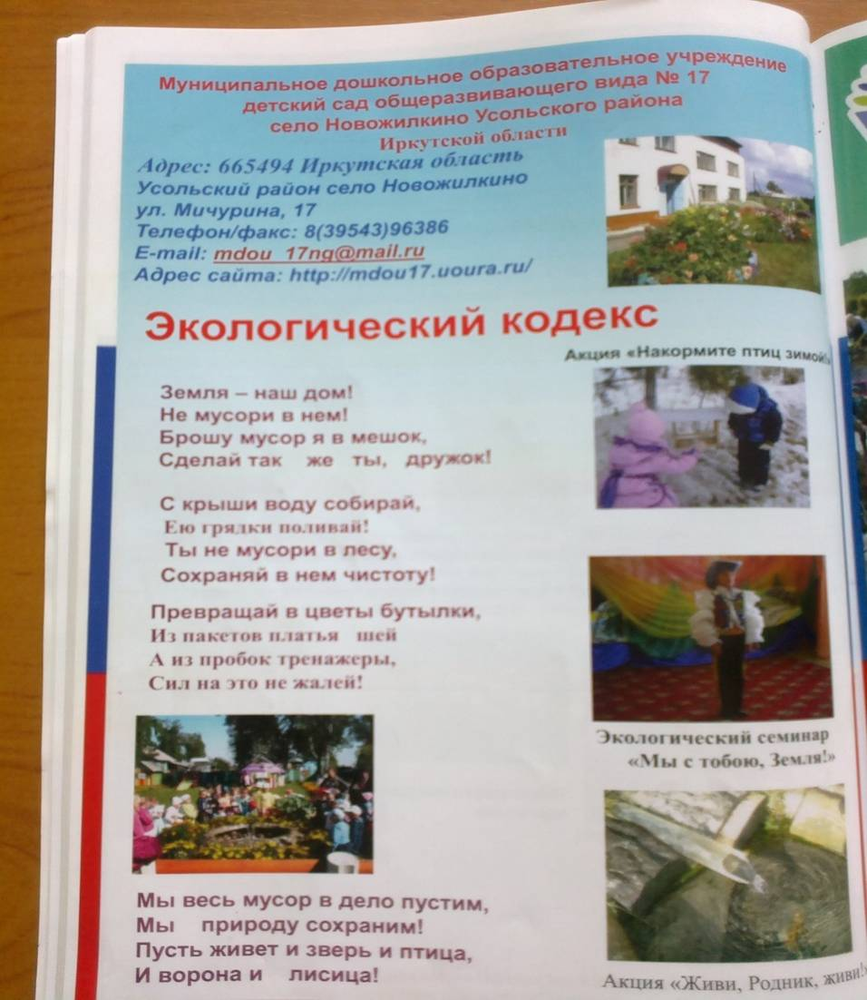 Муниципальное дошкольное образовательное учреждение
детский сад общеразвивающего вида № 17
село Новожилкино Усольского района
Иркутской области
Адрес: 665494 Иркутская область
Усольский район село Новожилкино
ул. Мичурина, 17
Телефон/факс: 8(39543)96386
E-mail: mdou_17ng@mail.ru
Адрес сайта: http://mdou17.uoura.ru/
Экологический кодекс
Акция «Накормите птиц зимой!»
Земля – наш дом!
Не мусори в нем!
Брошу мусор я в мешок,
Сделай так же ты, дружок!
С крыши воду собирай,
Ею грядки поливай!
Ты не мусори в лесу,
Сохраняй в нем чистоту!
Превращай в цветы бутылки,
Из пакетов платья шей
А из пробок тренажеры,
Сил на это не жалей!
Экологический семинар
«Мы с тобою, Земля!»
Мы весь мусор в дело пустим,
Мы природу сохраним!
Пусть живет и зверь и птица,
И ворона и лисица!
Акция «Живи, Родник, живи!»